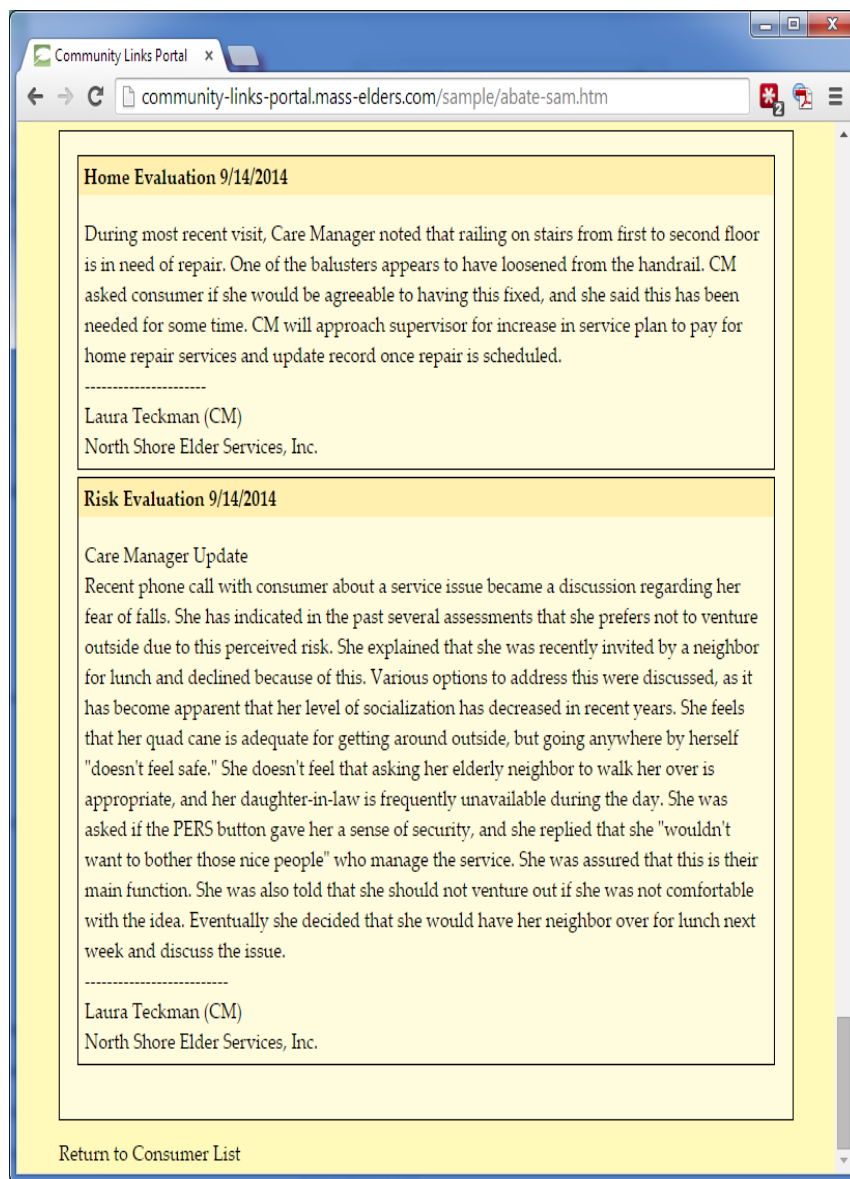 Community Links Portal
community-links-portal.mass-elders.com/sample/abate-sam.htm
2
Home Evaluation 9/14/2014
During most recent visit, Care Manager noted that railing on stairs from first to second floor
is in need of repair. One of the balusters appears to have loosened from the handrail. CM
asked consumer if she would be agreeable to having this fixed, and she said this has been
needed for some time. CM will approach supervisor for increase in service plan to pay for
home repair services and update record once repair is scheduled.
----------------------
Laura Teckman (CM)
North Shore Elder Services, Inc.
Risk Evaluation 9/14/2014
Care Manager Update
Recent phone call with consumer about a service issue became a discussion regarding her
fear of falls. She has indicated in the past several assessments that she prefers not to venture
outside due to this perceived risk. She explained that she was recently invited by a neighbor
for lunch and declined because of this. Various options to address this were discussed, as it
has become apparent that her level of socialization has decreased in recent years. She feels
that her quad cane is adequate for getting around outside, but going anywhere by herself
"doesn't feel safe." She doesn't feel that asking her elderly neighbor to walk her over is
appropriate, and her daughter-in-law is frequently unavailable during the day. She was
asked if the PERS button gave her a sense of security, and she replied that she "wouldn't
want to bother those nice people" who manage the service. She was assured that this is their
main function. She was also told that she should not venture out if she was not comfortable
with the idea. Eventually she decided that she would have her neighbor over for lunch next
week and discuss the issue.
--------------------------
Laura Teckman (CM)
North Shore Elder Services, Inc.
Return to Consumer List